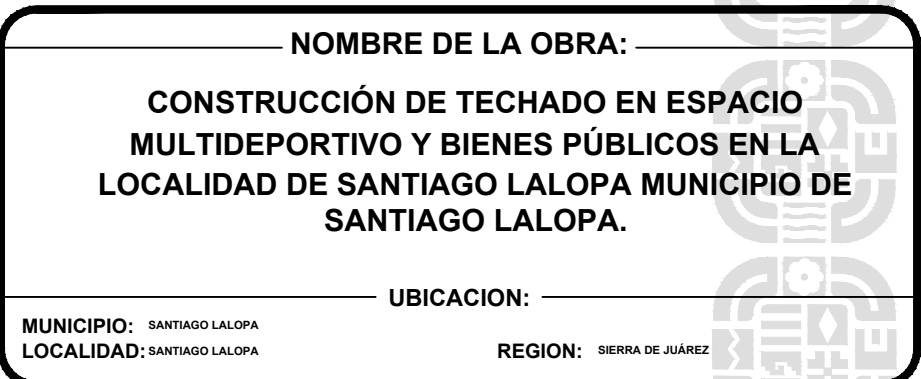 NOMBRE DE LA OBRA:
CONSTRUCCIÓN DE TECHADO EN ESPACIO
MULTIDEPORTIVO Y BIENES PÚBLICOS EN LA
LOCALIDAD DE SANTIAGO LALOPA MUNICIPIO DE
SANTIAGO LALOPA.
UBICACION:
MUNICIPIO: SANTIAGO LALOPA
LOCALIDAD: SANTIAGO LALOPA REGION: SIERRA DE JUÁREZ